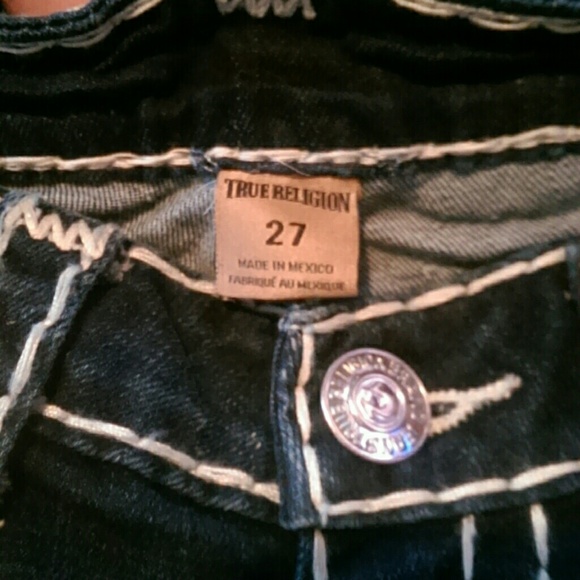 TRUE RELIGION
27
MADE IN MEXICO
FABRIQUÉ AU MEXIQUE